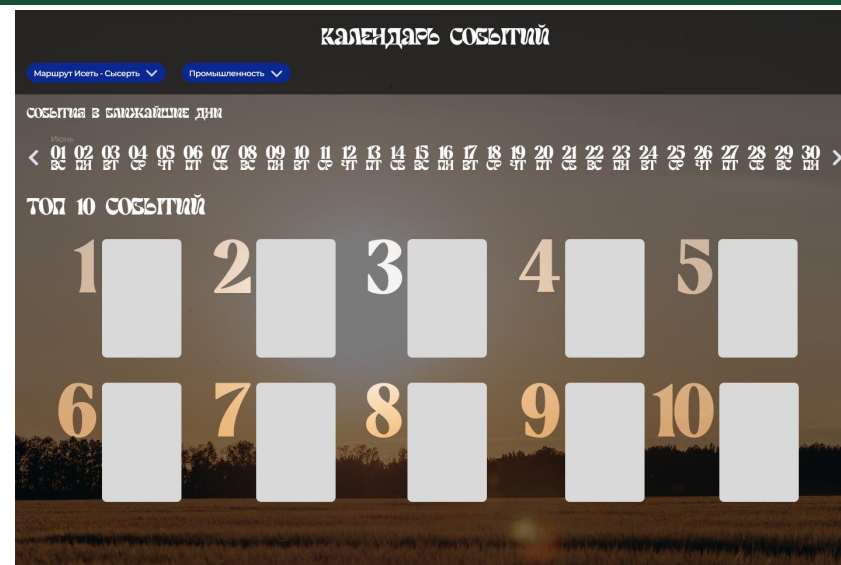 КАЛЕНДАРЬ СОБЫТИЙ
Маршрут Исеть - Сысерть Промышленность
СОБЫТИЯ В БЛИЖАЙШИЕ ДНИ
Июнь
01 02 03 04 05 06 07 08 09 10 11 12 13 14 15 16 17 18 19 20 21 22 23 24 25 26 27 28 29 30
ВС ПН ВТ СР ЧТ ПТ СБ ВС ПН ВТ СР ЧТ ПТ СБ ВС ПН ВТ СР ЧТ ПТ СБ ВС ПН ВТ СР ЧТ ПТ СБ ВС ПН
ТОП 10 СОБЫТИЙ
1 2 3 4 5
6 7 8 9 10